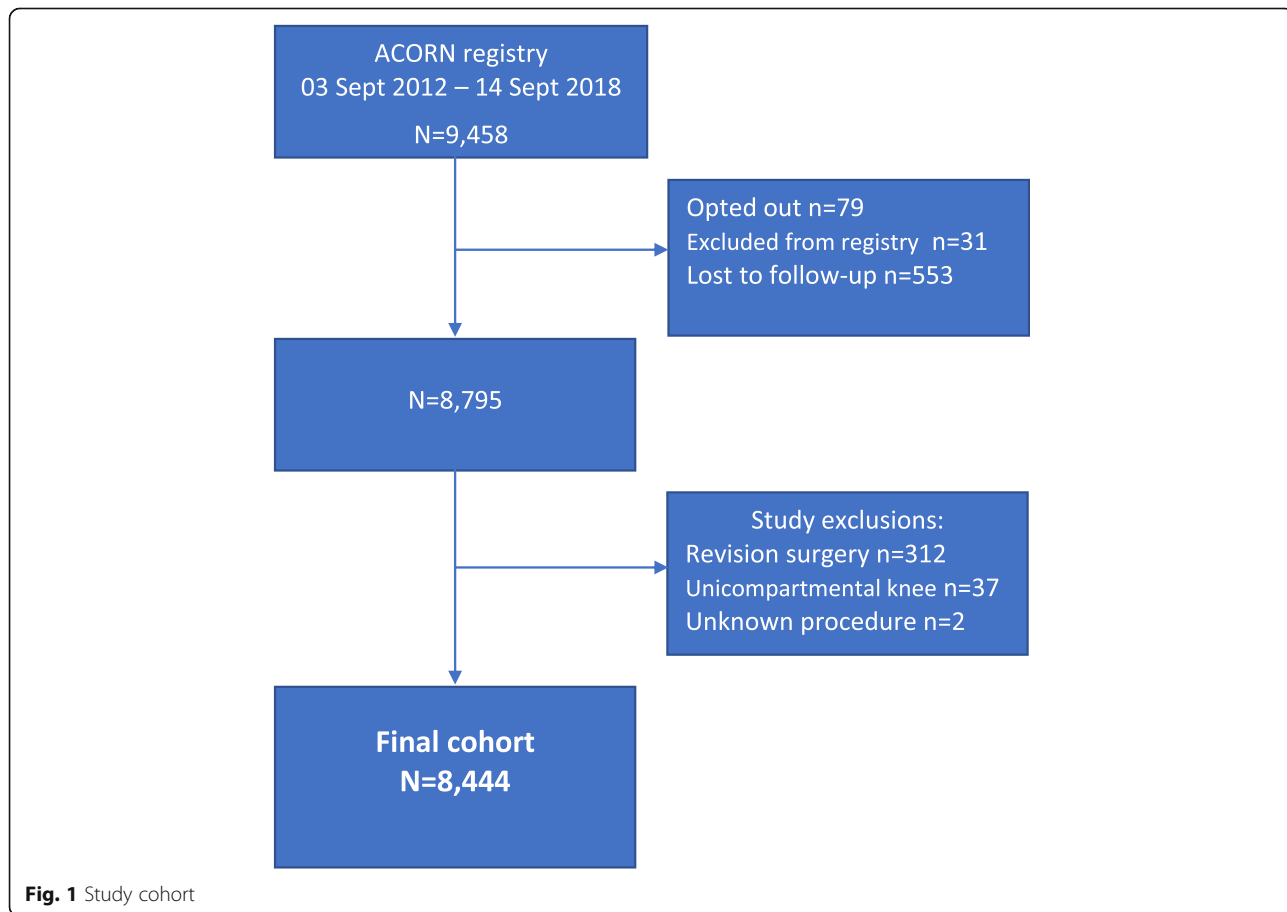 ACORN registry
03 Sept 2012 – 14 Sept 2018
N=9,458
Opted out n=79
Excluded from registry n=31
Lost to follow-up n=553
N=8,795
Study exclusions:
Revision surgery n=312
Unicompartmental knee n=37
Unknown procedure n=2
Final cohort
N=8,444
Fig. 1 Study cohort